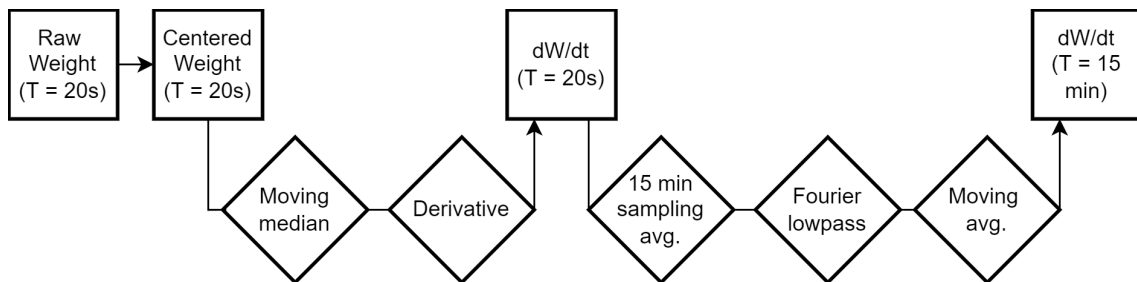 Raw
Weight
(T = 20s)
Centered
Weight
(T = 20s)
Moving
median
Derivative
dW/dt
(T = 20s)
15 min
sampling
avg.
Fourier
lowpass
Moving
avg.
dW/dt
(T = 15
min)